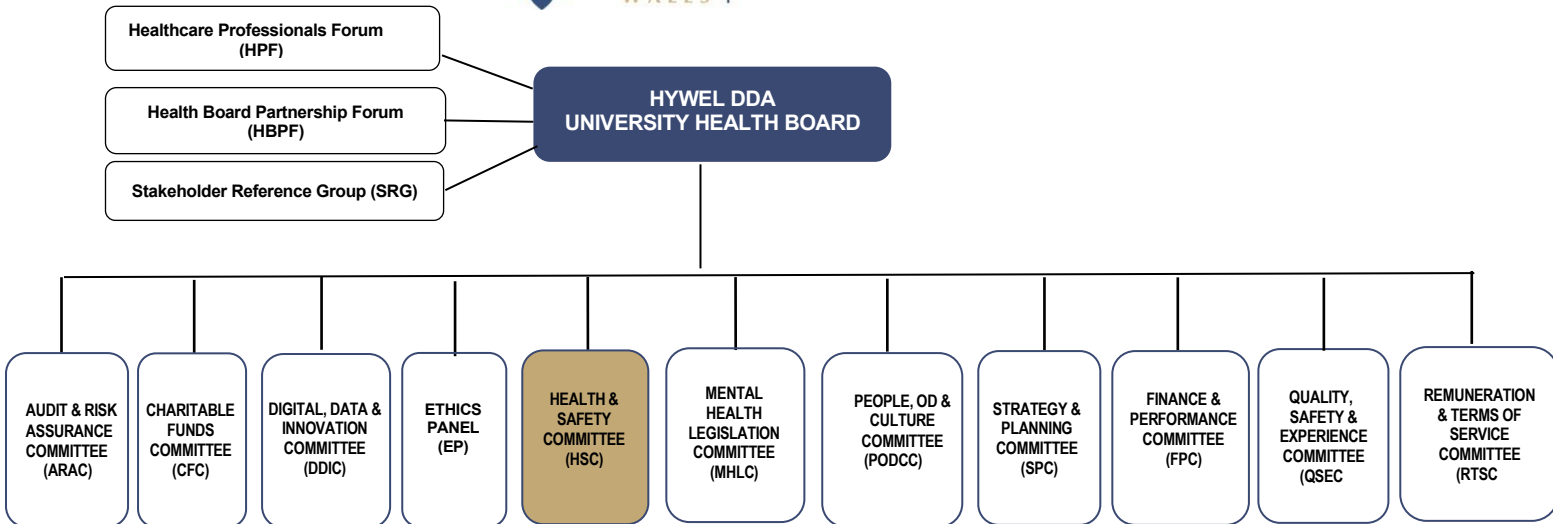 WALES
Healthcare Professionals Forum
(HPF)
HYWEL DDA
UNIVERSITY HEALTH BOARD
Health Board Partnership Forum
(HBPF)
Stakeholder Reference Group (SRG)
AUDIT & RISK
ASSURANCE
COMMITTEE
(ARAC)
CHARITABLE
FUNDS
COMMITTEE
(CFC)
DIGITAL, DATA &
INNOVATION
COMMITTEE
(DDIC)
ETHICS
PANEL
(EP)
HEALTH &
SAFETY
COMMITTEE
(HSC)
MENTAL
HEALTH
LEGISLATION
COMMITTEE
(MHLC)
PEOPLE, OD &
CULTURE
COMMITTEE
(PODCC)
STRATEGY &
PLANNING
COMMITTEE
(SPC)
FINANCE &
PERFORMANCE
COMMITTEE
(FPC)
QUALITY,
SAFETY &
EXPERIENCE
COMMITTEE
(QSEC
REMUNERATION
& TERMS OF
SERVICE
COMMITTEE
(RTSC